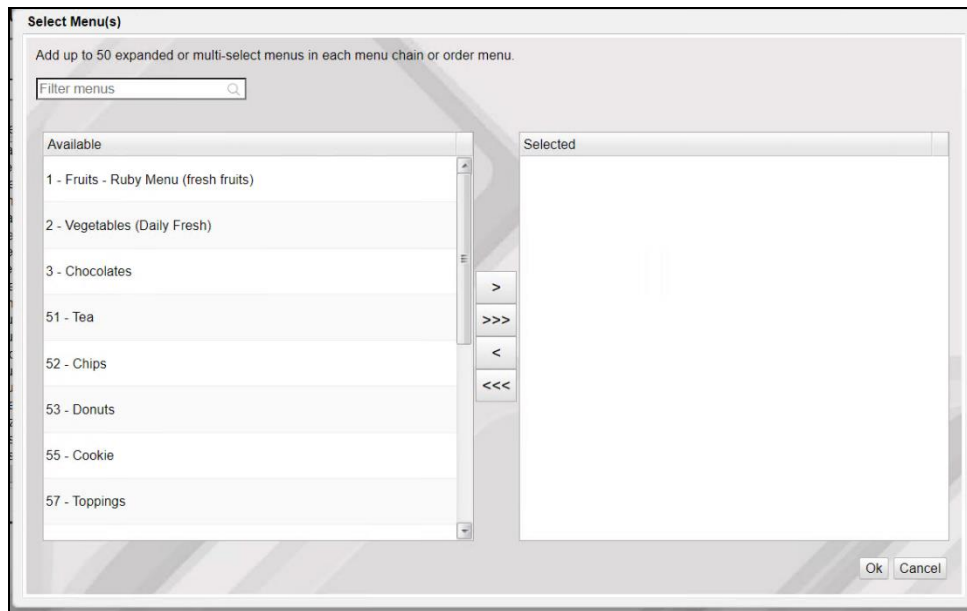 Select Menu(s)
Add up to 50 expanded or multi-select menus in each menu chain or order menu.
Filter menus
Available
1 - Fruits - Ruby Menu (fresh fruits)
2 - Vegetables (Daily Fresh)
3 - Chocolates
51 - Tea
52 - Chips
53 - Donuts
55 - Cookie
57 - Toppings
>
>>>
<
<<<
Selected
Ok Cancel